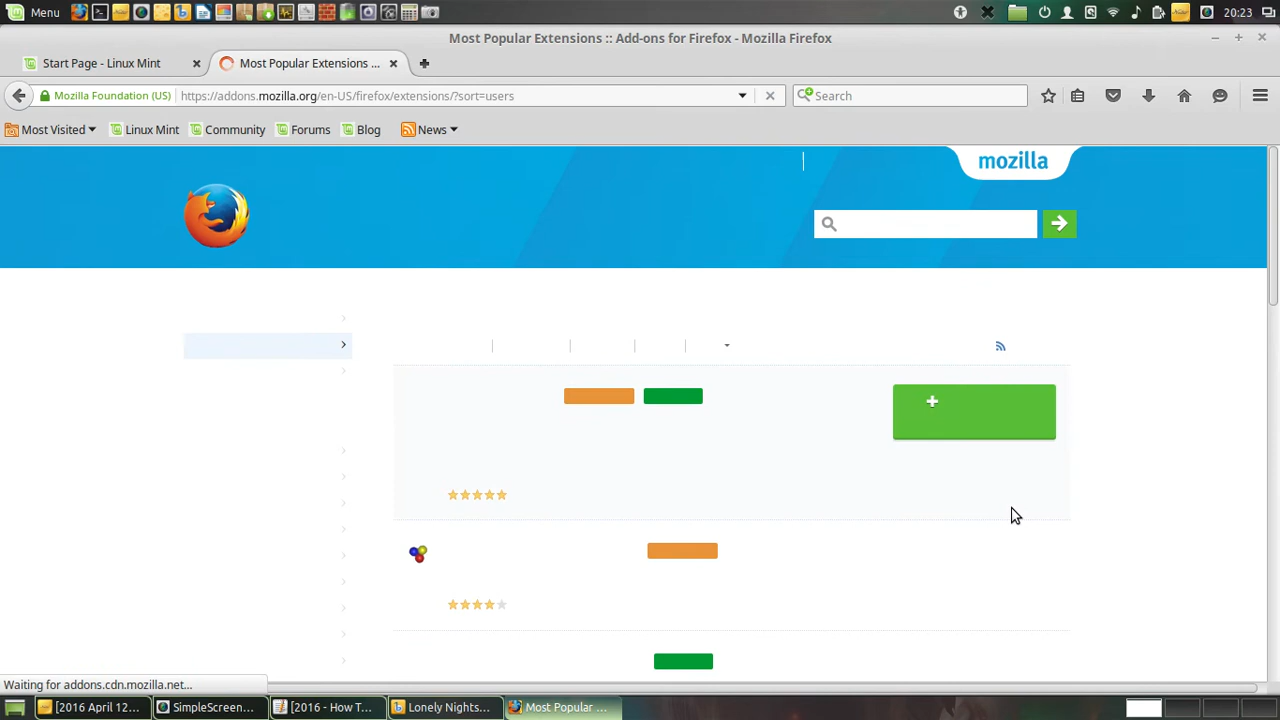 Menu
20:23
Most Popular Extensions :: Add-ons for Firefox - Mozilla Firefox
Start Page - Linux Mint
Most Popular Extensions ...
Mozilla Foundation (US)
https://addons.mozilla.org/en-US/firefox/extensions/?sort=users
Search
Most Visited
Linux Mint
Community
Forums
Blog
News
mozilla
Waiting for addons.cdn.mozilla.net...
[2016 April 12...
SimpleScreen...
[2016 - How T...
Lonely Nights...
Most Popular ...